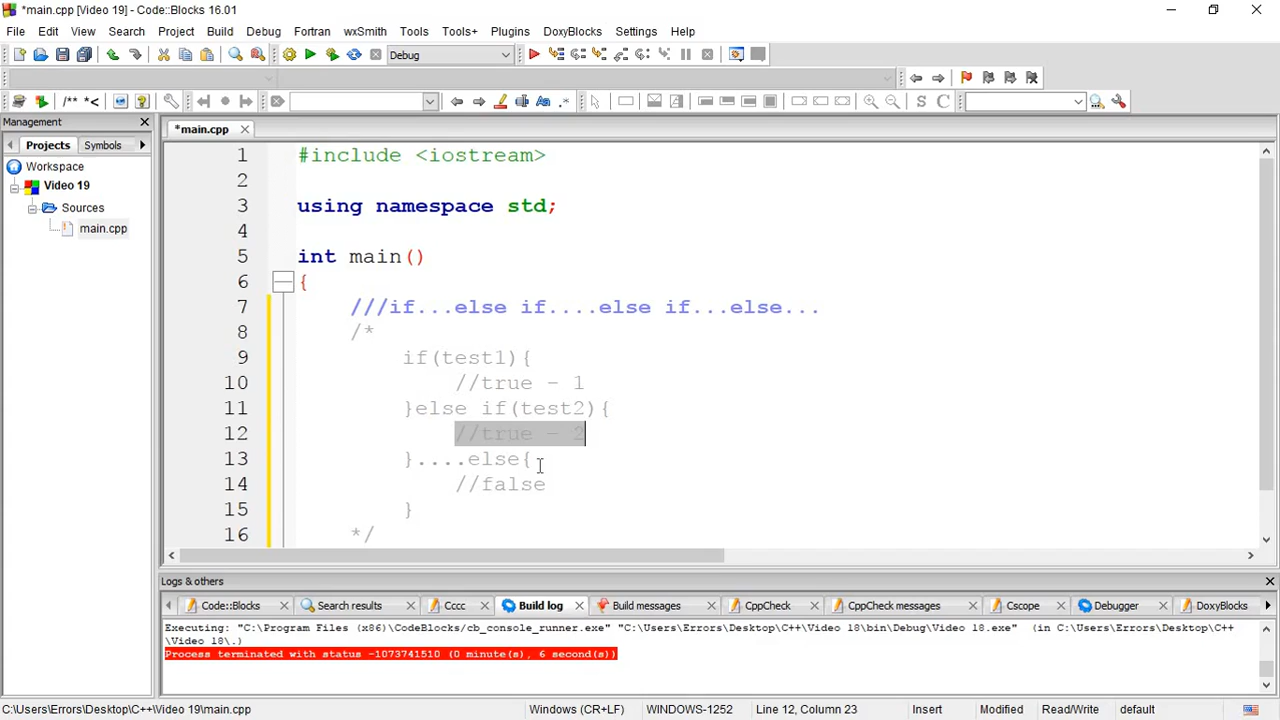 *main.cpp [Video 19] - Code::Blocks 16.01
File Edit View Search Project Build Debug Fortran wxSmith Tools Tools+ Plugins DoxyBlocks Settings Help
Debug
/** *<
Aa .* S C
Management
Projects Symbols
*main.cpp
Workspace
Video 19
Sources
main.cpp
1 #include <iostream>
2
3 using namespace std;
4
5 int main()
6 {
7 ///if...else if....else if...else...
8 /*
9 if(test1){
10 //true - 1
11 }else if(test2){
12 //true - 2
13 }....else{
14 //false
15 }
16 */
Logs & others
Code::Blocks Search results Cccc Build log Build messages CppCheck CppCheck messages Cscope Debugger DoxyBlocks
Executing: "C:\Program Files (x86)\CodeBlocks/cb_console_runner.exe" "C:\Users\Errors\Desktop\C++\Video 18\bin\Debug\Video 18.exe" (in C:\Users\Errors\Desktop\C++
\Video 18\.)
Process terminated with status -1073741510 (0 minute(s), 6 second(s))
C:\Users\Errors\Desktop\C++\Video 19\main.cpp Windows (CR+LF) WINDOWS-1252 Line 12, Column 23 Insert Modified Read/Write default